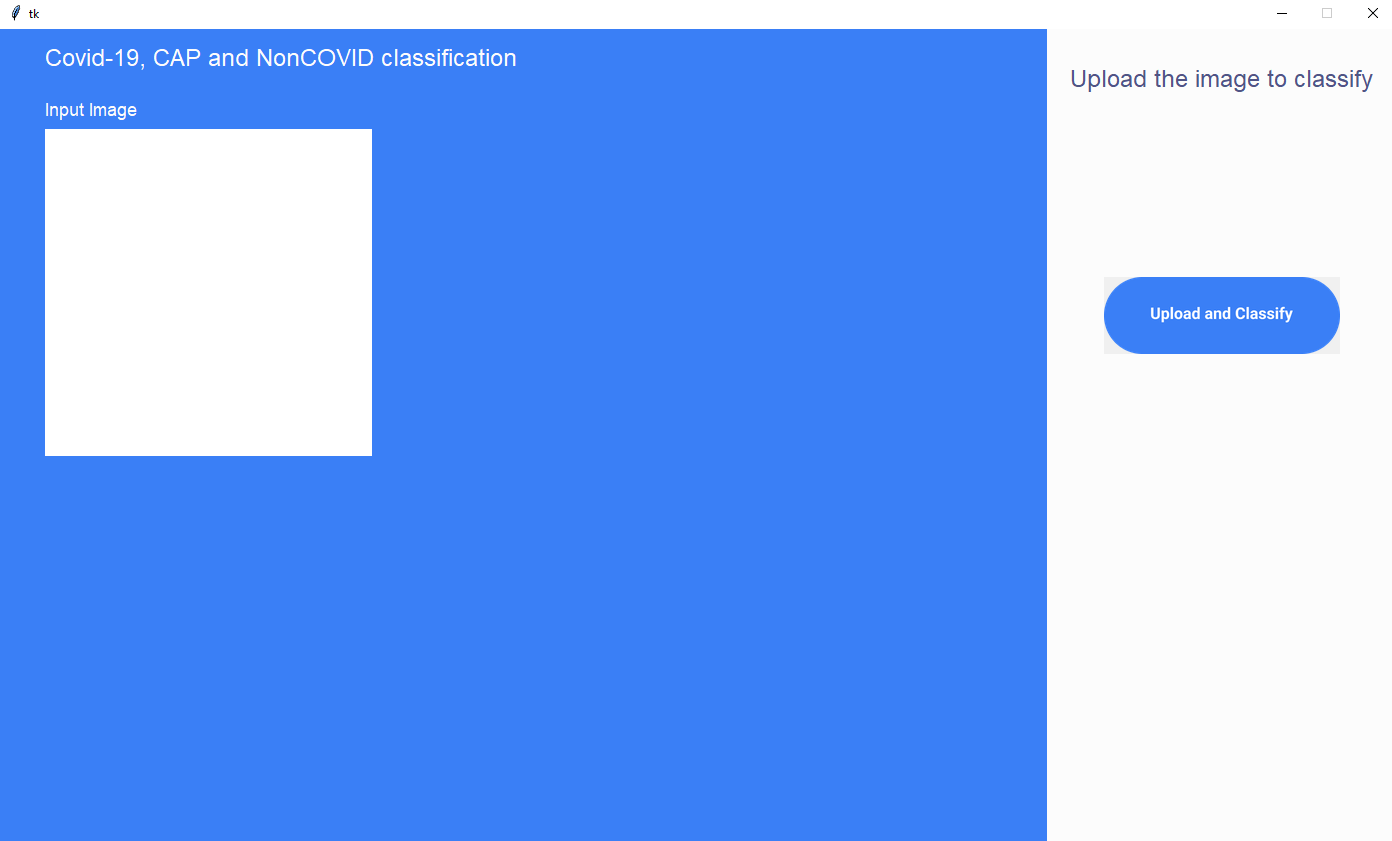 tk
Covid-19, CAP and NonCOVID classification
Input Image
Upload the image to classify
Upload and Classify